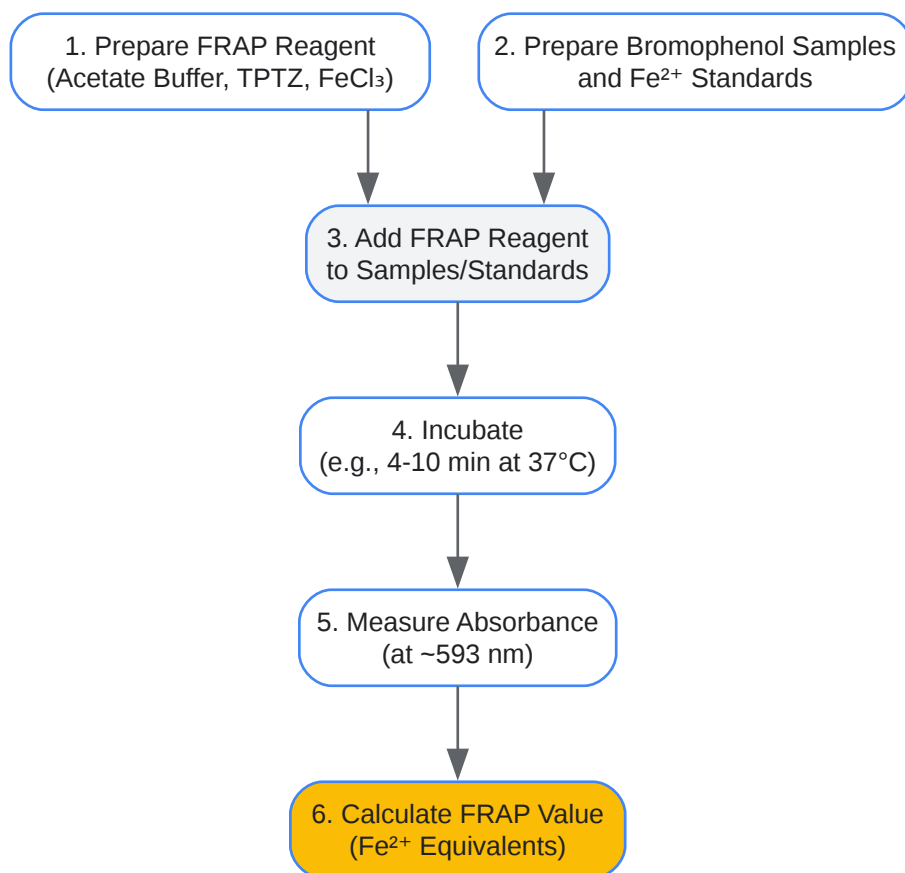 1. Prepare FRAP Reagent
(Acetate Buffer, TPTZ, FeCl₃)
2. Prepare Bromophenol Samples
and Fe²⁺ Standards
3. Add FRAP Reagent
to Samples/Standards
4. Incubate
(e.g., 4-10 min at 37°C)
5. Measure Absorbance
(at ~593 nm)
6. Calculate FRAP Value
(Fe²⁺ Equivalents)